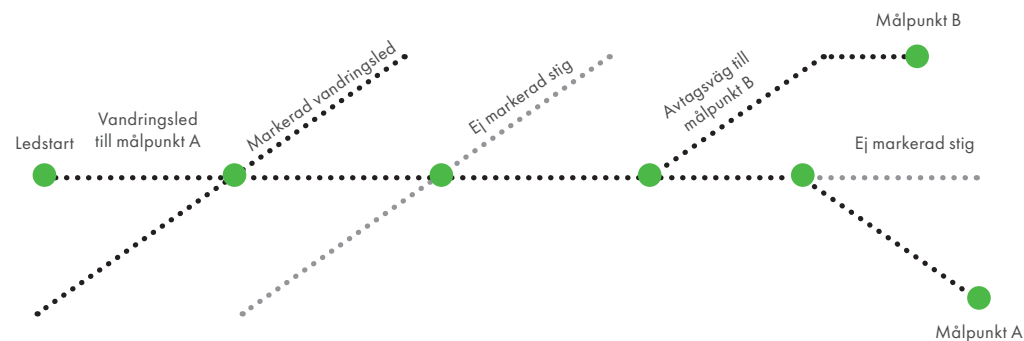 Målpunkt B
Markerad vandringsled
Ej markerad stig
Avtagsväg till
målpunkt B
Vandringsled
till målpunkt A
Ledstart
Ej markerad stig
Målpunkt A